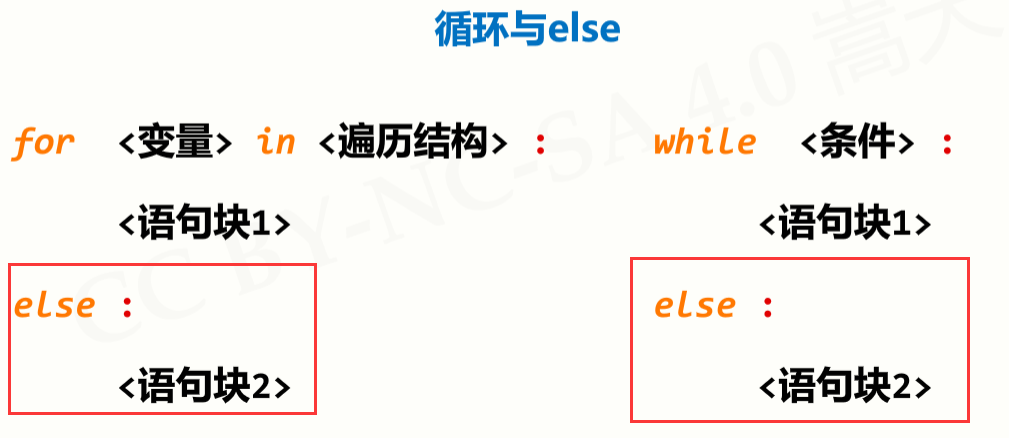 循环与else
for <变量> in <遍历结构> :
<语句块1>
else :
<语句块2>
while <条件> :
<语句块1>
else :
<语句块2>
CC BY-NC-SA 4.0 嵩天